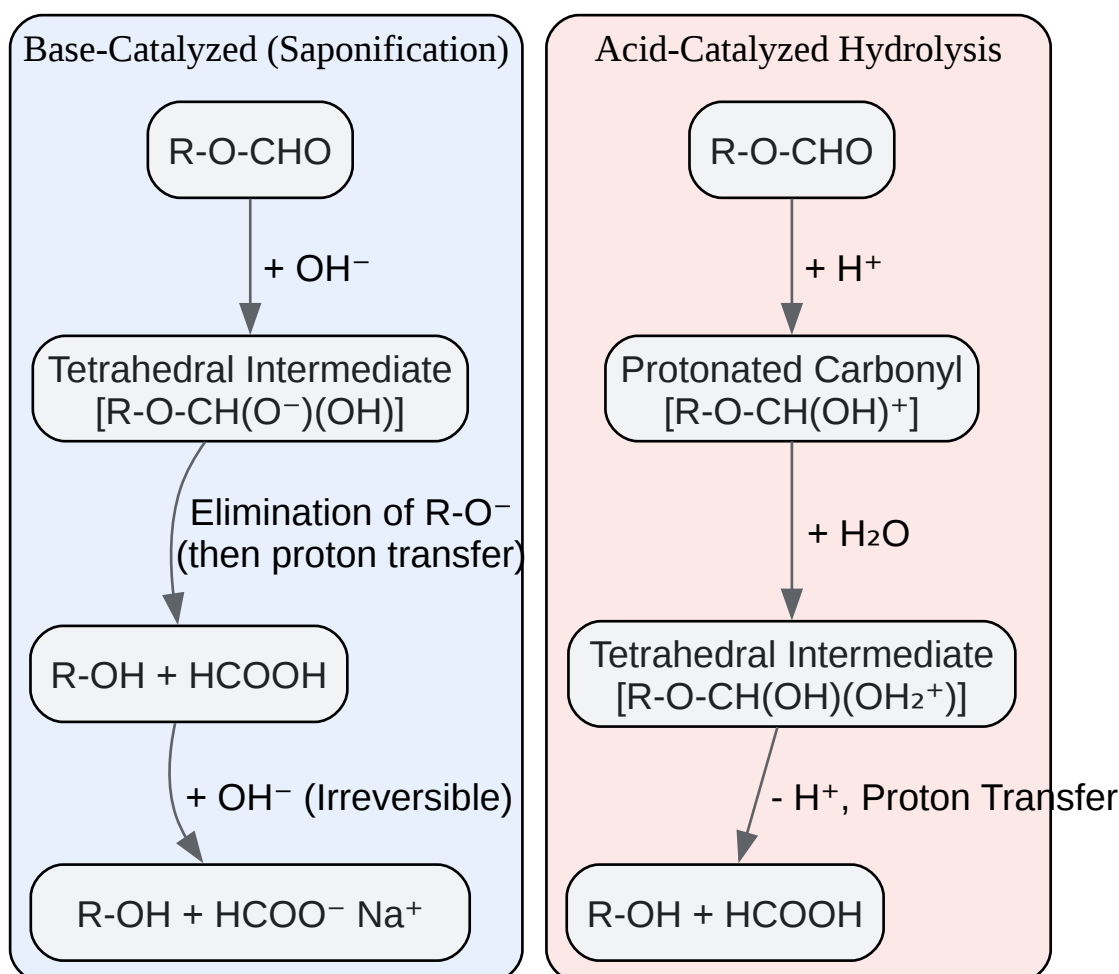 Base-Catalyzed (Saponification)
R-O-CHO
+ OH⁻
Tetrahedral Intermediate
[R-O-CH(O⁻)(OH)]
Elimination of R-O⁻
(then proton transfer)
R-OH + HCOOH
+ OH⁻ (Irreversible)
R-OH + HCOO⁻ Na⁺
Acid-Catalyzed Hydrolysis
R-O-CHO
+ H⁺
Protonated Carbonyl
[R-O-CH(OH)⁺]
+ H₂O
Tetrahedral Intermediate
[R-O-CH(OH)(OH₂⁺)]
- H⁺, Proton Transfer
R-OH + HCOOH